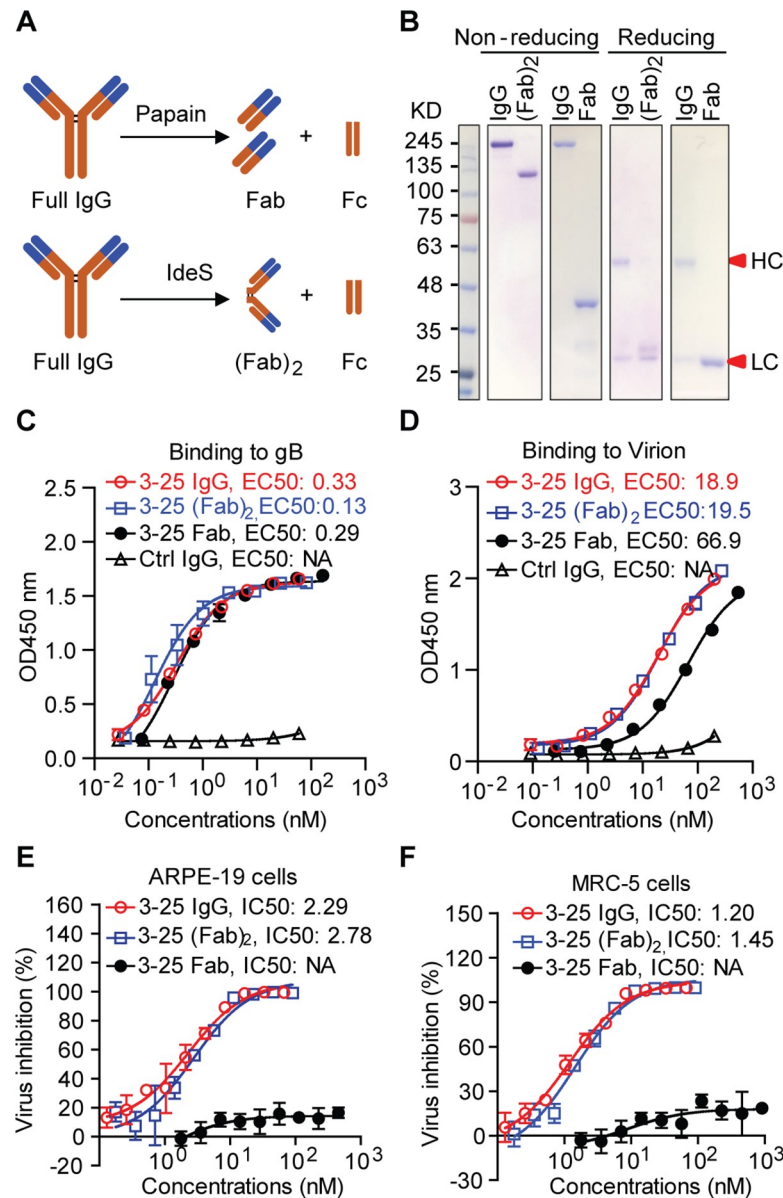 A
Papain
+
Full IgG
Fab
Fc
IdeS
+
Full IgG
(Fab)2
Fc
B
Non-reducing Reducing
KD
IgG
(Fab)2
IgG
Fab
IgG
(Fab)2
IgG
Fab
245
135
100
75
63
48
35
25
HC
LC
C
Binding to gB
3-25 IgG, EC50: 0.33
3-25 (Fab)2, EC50:0.13
3-25 Fab, EC50: 0.29
Ctrl IgG, EC50: NA
OD450 nm
2.5
2.0
1.5
1.0
0.5
0.0
10-2 10-1 100 101 102 103
Concentrations (nM)
D
Binding to Virion
3-25 IgG, EC50: 18.9
3-25 (Fab)2 EC50:19.5
3-25 Fab, EC50: 66.9
Ctrl IgG, EC50: NA
OD450 nm
3
2
1
0
10-2 10-1 100 101 102 103
Concentrations (nM)
E
ARPE-19 cells
3-25 IgG, IC50: 2.29
3-25 (Fab)2, IC50: 2.78
3-25 Fab, IC50: NA
Virus inhibition (%)
160
140
120
100
80
60
40
20
0
-20
100 101 102 103
Concentrations (nM)
F
MRC-5 cells
3-25 IgG, IC50: 1.20
3-25 (Fab)2, IC50: 1.45
3-25 Fab, IC50: NA
Virus inhibition (%)
150
120
90
60
30
0
-30
100 101 102 103
Concentrations (nM)